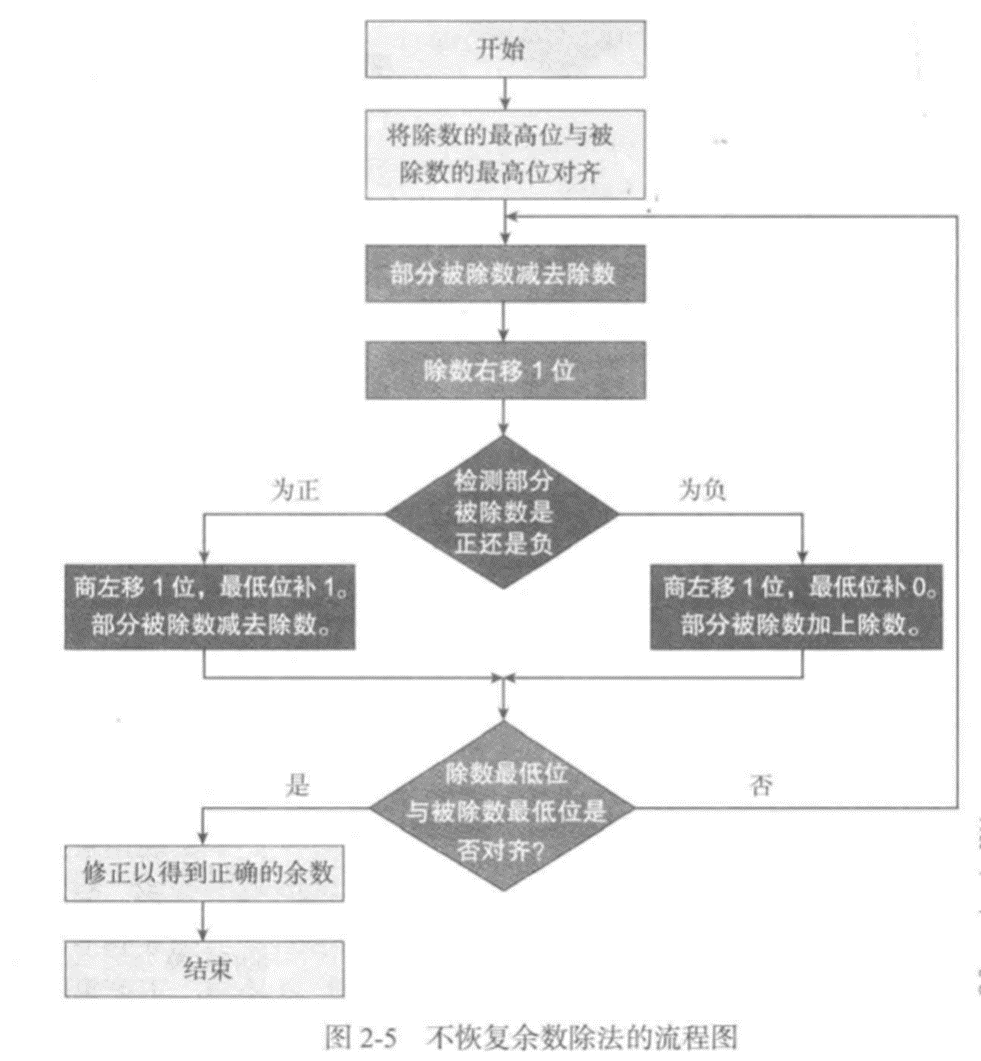 开始
将除数的最高位与被
除数的最高位对齐
部分被除数减去除数
除数右移 1 位
检测部分
被除数是
正还是负
为正
为负
商左移 1 位，最低位补 1。
部分被除数减去除数。
商左移 1 位，最低位补 0。
部分被除数加上除数。
除数最低位
与被除数最低位是
否对齐？
是
否
修正以得到正确的余数
结束
图 2-5 不恢复余数除法的流程图